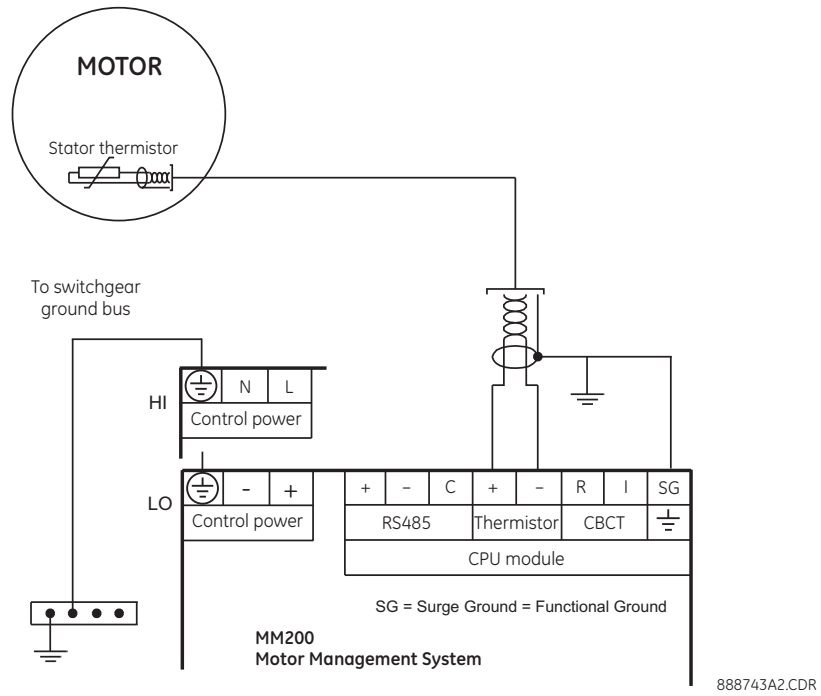 MOTOR
Stator thermistor
To switchgear
ground bus
HI
N L
Control power
LO
- +
Control power
+ – C + – R I SG
RS485 Thermistor CBCT
CPU module
SG = Surge Ground = Functional Ground
MM200
Motor Management System
888743A2.CDR